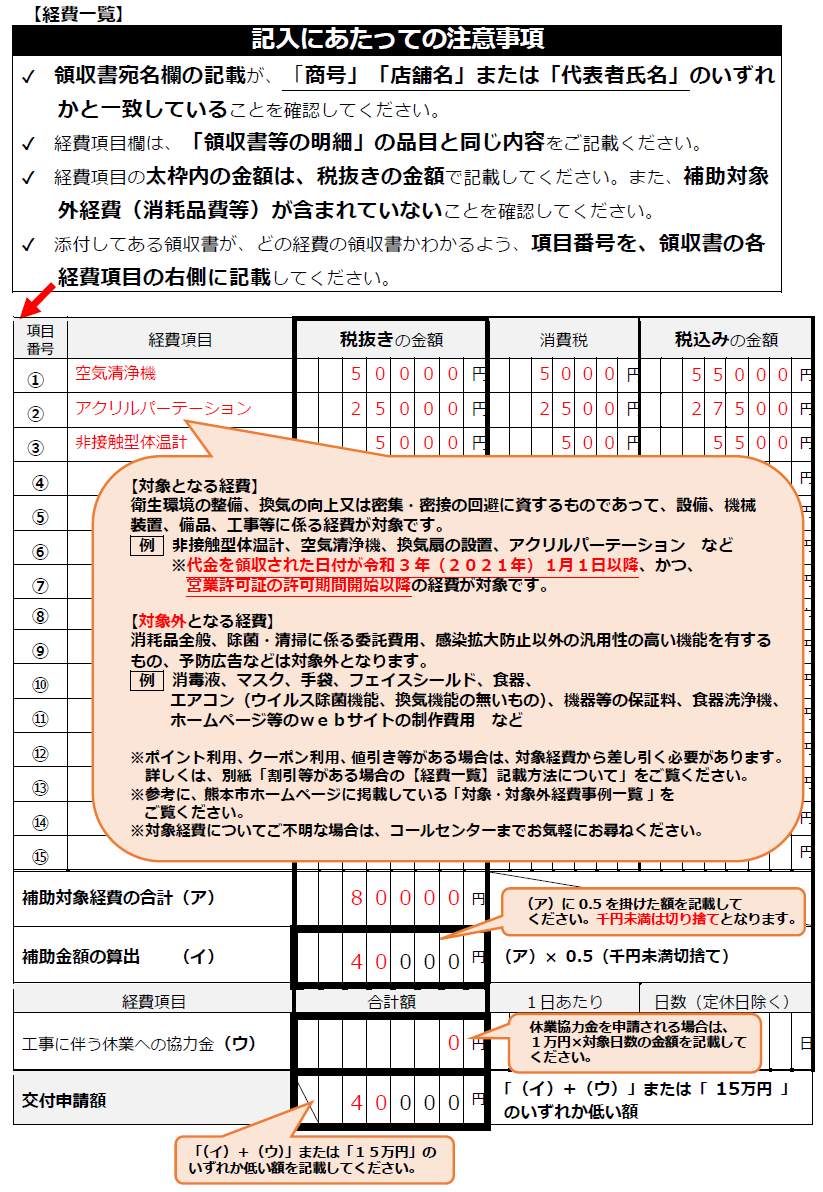 【経費一覧】
記入にあたっての注意事項
✓ 領収書宛名欄の記載が、「商号」「店舗名」または「代表者氏名」のいずれ
かと一致していることを確認してください。
✓ 経費項目欄は、「領収書等の明細」の品目と同じ内容をご記載ください。
✓ 経費項目の太枠内の金額は、税抜きの金額で記載してください。また、補助対象
外経費（消耗品費等）が含まれていないことを確認してください。
✓ 添付してある領収書が、どの経費の領収書かわかるよう、項目番号を、領収書の各
経費項目の右側に記載してください。
項目番号 経費項目 税抜きの金額 消費税 税込みの金額
① 空気清浄機 50000円 5000円 55000円
② アクリルパーテーション 25000円 2500円 27500円
③ 非接触型体温計 5000円 500円 5500円
④ 円
⑤
⑥
⑦
⑧
⑨
⑩
⑪
⑫
⑬
⑭
⑮ 円
【対象となる経費】
衛生環境の整備、換気の向上又は密集・密接の回避に資するものであって、設備、機械
装置、備品、工事等に係る経費が対象です。
例 非接触型体温計、空気清浄機、換気扇の設置、アクリルパーテーション など
※代金を領収された日付が令和３年（２０２１年）１月１日以降、かつ、
営業許可証の許可期間開始以降の経費が対象です。
【対象外となる経費】
消耗品全般、除菌・清掃に係る委託費用、感染拡大防止以外の汎用性の高い機能を有する
もの、予防広告などは対象外となります。
例 消毒液、マスク、手袋、フェイスシールド、食器、
エアコン（ウイルス除菌機能、換気機能の無いもの）、機器等の保証料、食器洗浄機、
ホームページ等のｗｅｂサイトの制作費用 など
※ポイント利用、クーポン利用、値引き等がある場合は、対象経費から差し引く必要があります。
詳しくは、別紙「割引等がある場合の【経費一覧】記載方法について」をご覧ください。
※参考に、熊本市ホームページに掲載している「対象・対象外経費事例一覧」を
ご覧ください。
※対象経費についてご不明な場合は、コールセンターまでお気軽にお尋ねください。
補助対象経費の合計（ア） 80000円
（ア）に0.5を掛けた額を記載して
ください。千円未満は切り捨てとなります。
補助金額の算出 （イ） 40000円 （ア）× 0.5（千円未満切捨て）
経費項目 合計額 １日あたり 日数（定休日除く）
工事に伴う休業への協力金（ウ） 0円 日
休業協力金を申請される場合は、
１万円×対象日数の金額を記載して
ください。
交付申請額 40000円 「（イ）+（ウ）」または「 15万円 」
のいずれか低い額
「（イ）+（ウ）」または「１５万円」の
いずれか低い額を記載してください。